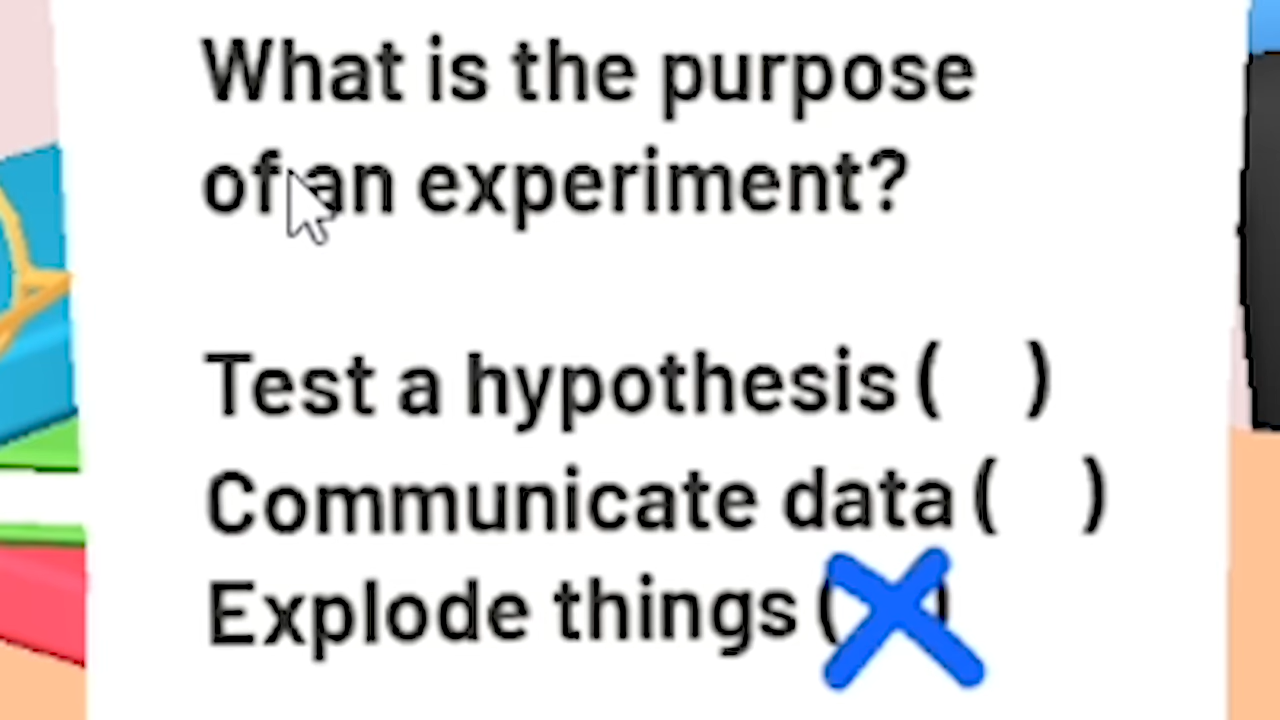 What is the purpose
of an experiment?
Test a hypothesis ( )
Communicate data ( )
Explode things (X)